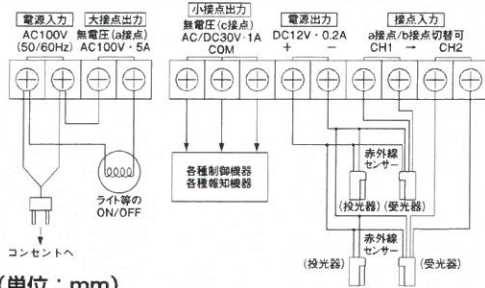 電源入力
AC100V
(50/60Hz)
大接点出力
無電圧(a接点)
AC100V・5A
小接点出力
無電圧(c接点)
AC/DC30V・1A
COM
電源出力
DC12V・0.2A
+ −
接点入力
a接点/b接点切替可
CH1 → CH2
コンセントへ
ライト等の
ON/OFF
各種制御機器
各種報知機器
赤外線
センサー
(投光器)(受光器)
赤外線
センサー
(投光器)
(受光器)
(単位：mm)